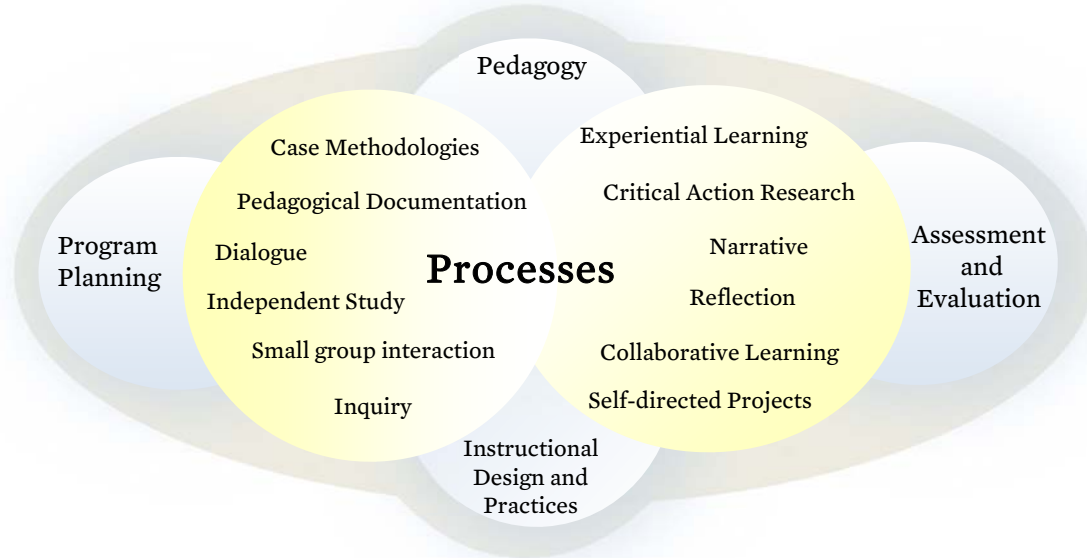 Pedagogy
Case Methodologies
Pedagogical Documentation
Dialogue
Independent Study
Small group interaction
Inquiry
Processes
Experiential Learning
Critical Action Research
Narrative
Reflection
Collaborative Learning
Self-directed Projects
Program
Planning
Assessment
and
Evaluation
Instructional
Design and
Practices